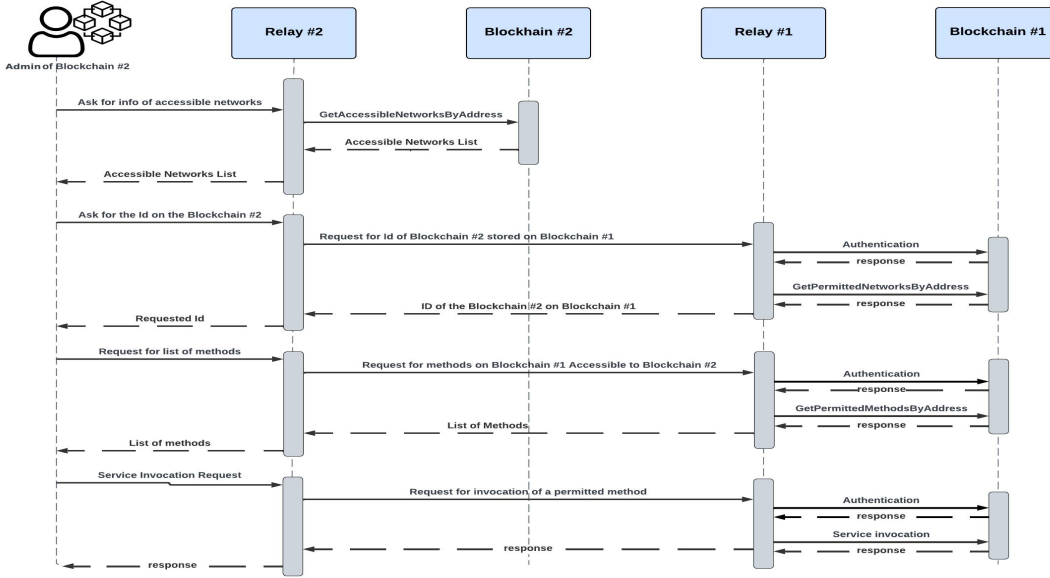 Relay #2
Blockhain #2
Relay #1
Blockchain #1
Admin of Blockchain #2
Ask for info of accessible networks
GetAccessibleNetworksByAddress
Accessible Networks List
Accessible Networks List
Ask for the Id on the Blockchain #2
Request for Id of Blockchain #2 stored on Blockchain #1
Authentication
response
GetPermittedNetworksByAddress
response
ID of the Blockchain #2 on Blockchain #1
Requested Id
Request for list of methods
Request for methods on Blockchain #1 Accessible to Blockchain #2
Authentication
response
GetPermittedMethodsByAddress
response
List of Methods
List of methods
Service Invocation Request
Request for invocation of a permitted method
Authentication
response
Service invocation
response
response
response